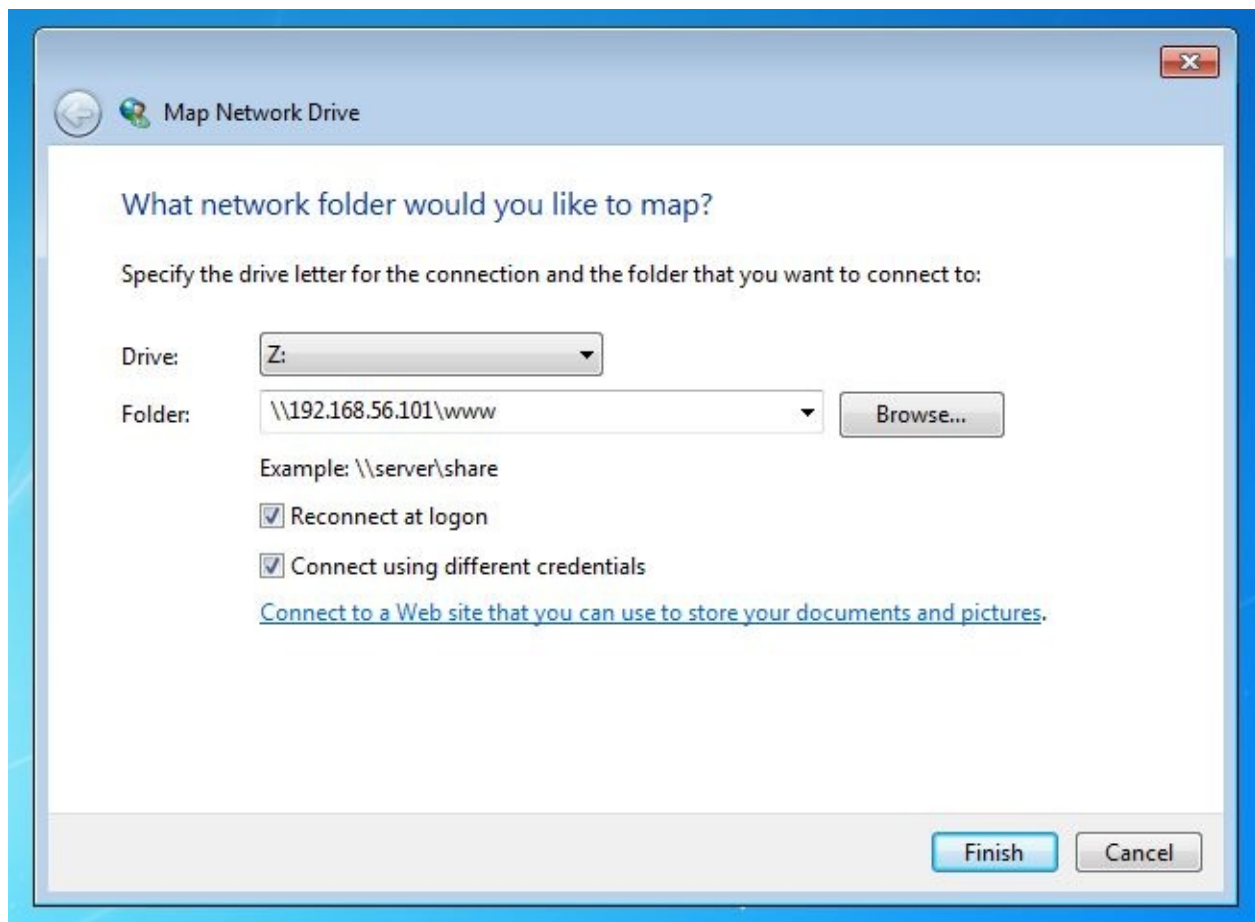 Map Network Drive
What network folder would you like to map?
Specify the drive letter for the connection and the folder that you want to connect to:
Drive: Z:
Folder: \\192.168.56.101\www Browse...
Example: \\server\share
Reconnect at logon
Connect using different credentials
Connect to a Web site that you can use to store your documents and pictures.
Finish Cancel